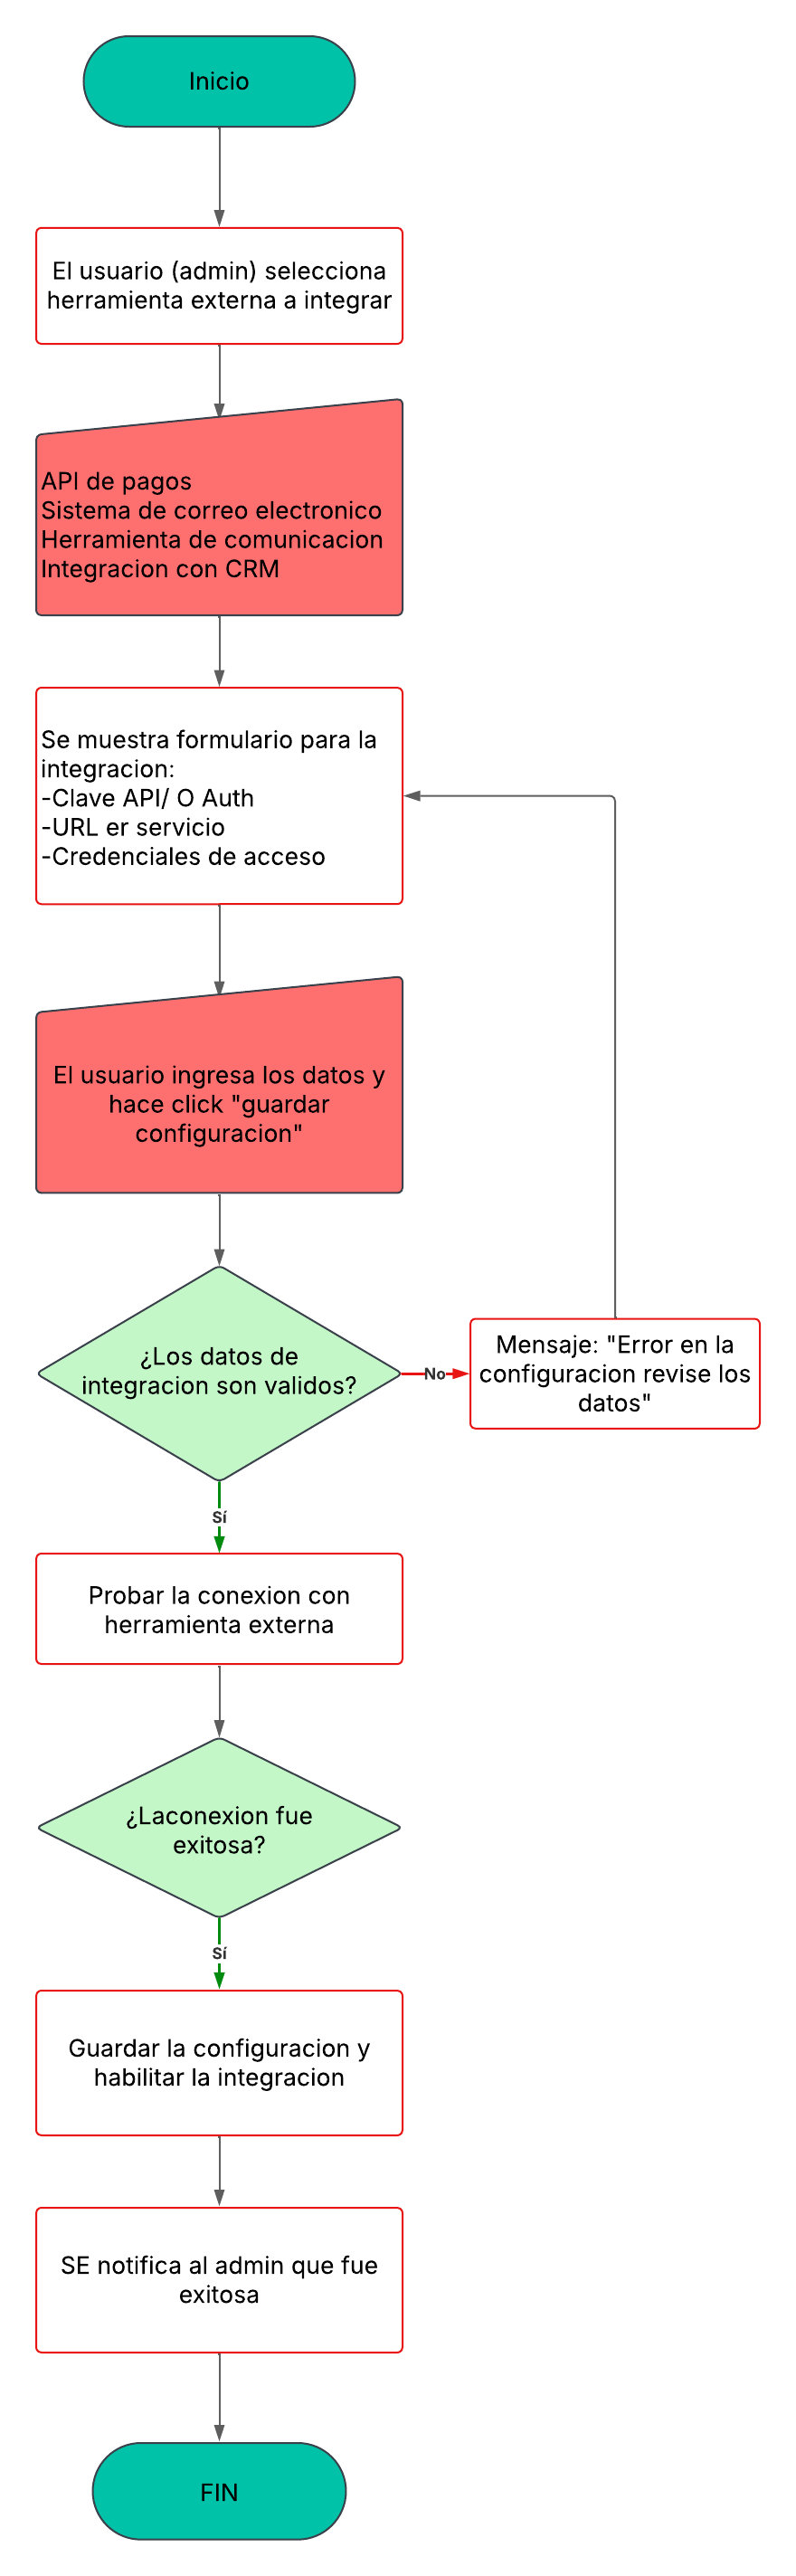 Inicio
El usuario (admin) selecciona
herramienta externa a integrar
API de pagos
Sistema de correo electronico
Herramienta de comunicacion
Integracion con CRM
Se muestra formulario para la
integracion:
-Clave API/ O Auth
-URL er servicio
-Credenciales de acceso
El usuario ingresa los datos y
hace click "guardar
configuracion"
¿Los datos de
integracion son validos?
No
Mensaje: "Error en la
configuracion revise los
datos"
Sí
Probar la conexion con
herramienta externa
¿Laconexion fue
exitosa?
Sí
Guardar la configuracion y
habilitar la integracion
SE notifica al admin que fue
exitosa
FIN